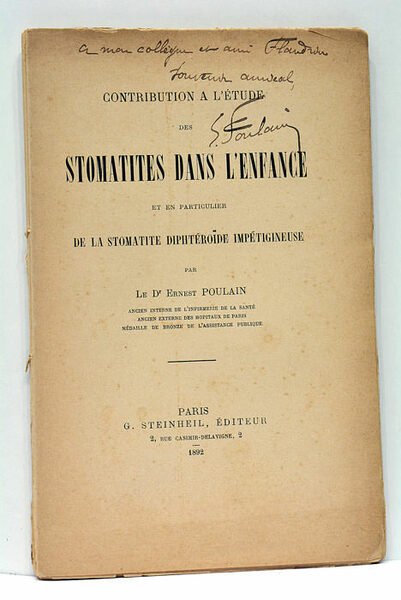 a mon collègue et ami Flandrin
Souvenir amical,
E. Poulain
CONTRIBUTION A L'ÉTUDE
DES
STOMATITES DANS L'ENFANCE
ET EN PARTICULIER
DE LA STOMATITE DIPHTÉROÏDE IMPÉTIGINEUSE
PAR
LE Dr ERNEST POULAIN
ANCIEN INTERNE DE L'INFIRMERIE DE LA SANTÉ
ANCIEN EXTERNE DES HOPITAUX DE PARIS
MÉDAILLE DE BRONZE DE L'ASSISTANCE PUBLIQUE
PARIS
G. STEINHEIL, ÉDITEUR
2, RUE CASIMIR-DELAVIGNE, 2
1892